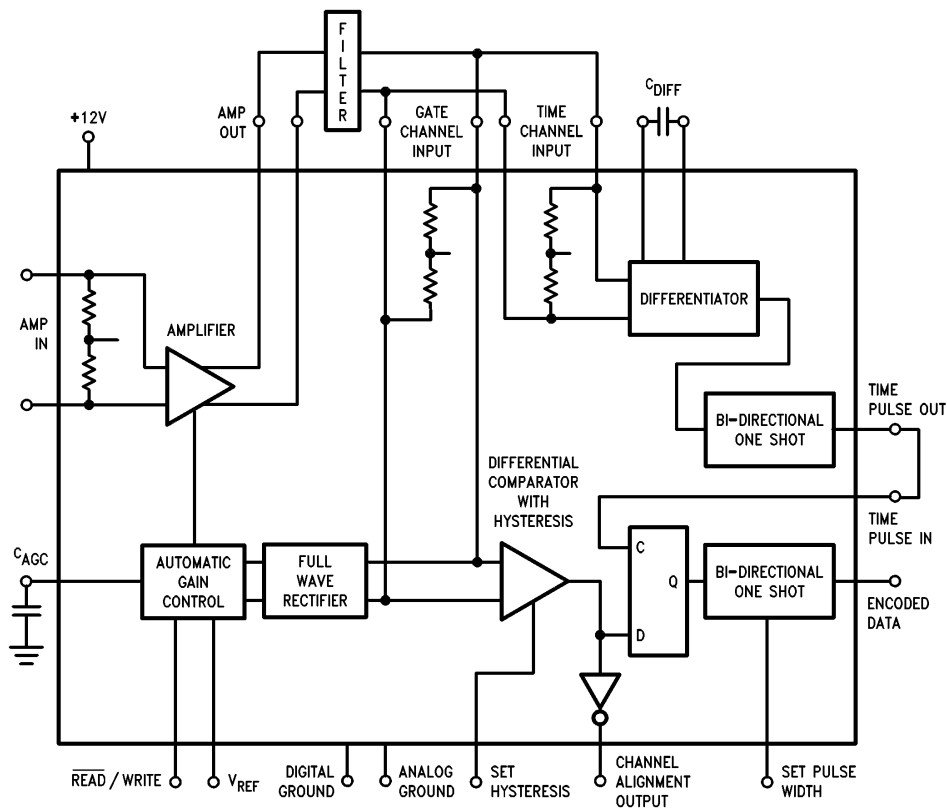 FILTER
+12V
AMP
OUT
GATE
CHANNEL
INPUT
TIME
CHANNEL
INPUT
CDIFF
AMP
IN
AMPLIFIER
DIFFERENTIATOR
BI-DIRECTIONAL
ONE SHOT
TIME
PULSE OUT
DIFFERENTIAL
COMPARATOR
WITH
HYSTERESIS
TIME
PULSE IN
CAGC
AUTOMATIC
GAIN
CONTROL
FULL
WAVE
RECTIFIER
C
Q
D
BI-DIRECTIONAL
ONE SHOT
ENCODED
DATA
READ/WRITE
VREF
DIGITAL
GROUND
ANALOG
GROUND
SET
HYSTERESIS
CHANNEL
ALIGNMENT
OUTPUT
SET PULSE
WIDTH